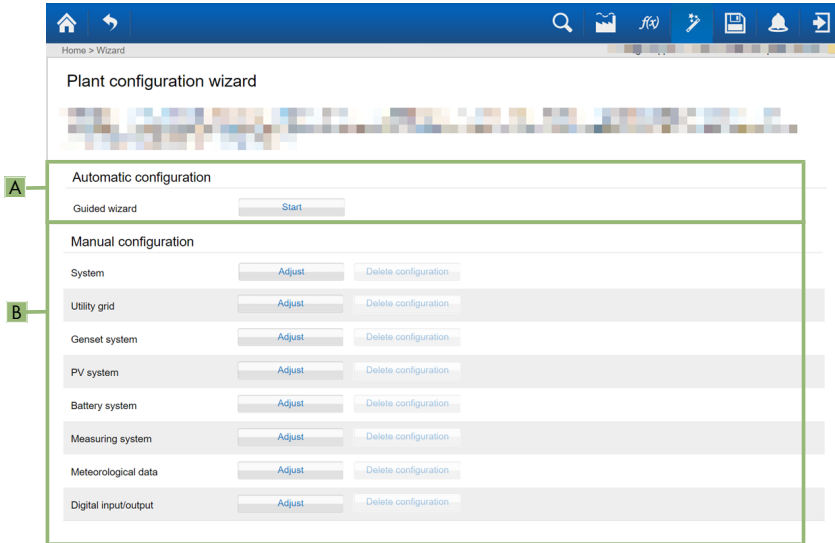 f(x)
Home > Wizard
Plant configuration wizard
A
Automatic configuration
Guided wizard Start
B
Manual configuration
System Adjust Delete configuration
Utility grid Adjust Delete configuration
Genset system Adjust Delete configuration
PV system Adjust Delete configuration
Battery system Adjust Delete configuration
Measuring system Adjust Delete configuration
Meteorological data Adjust Delete configuration
Digital input/output Adjust Delete configuration